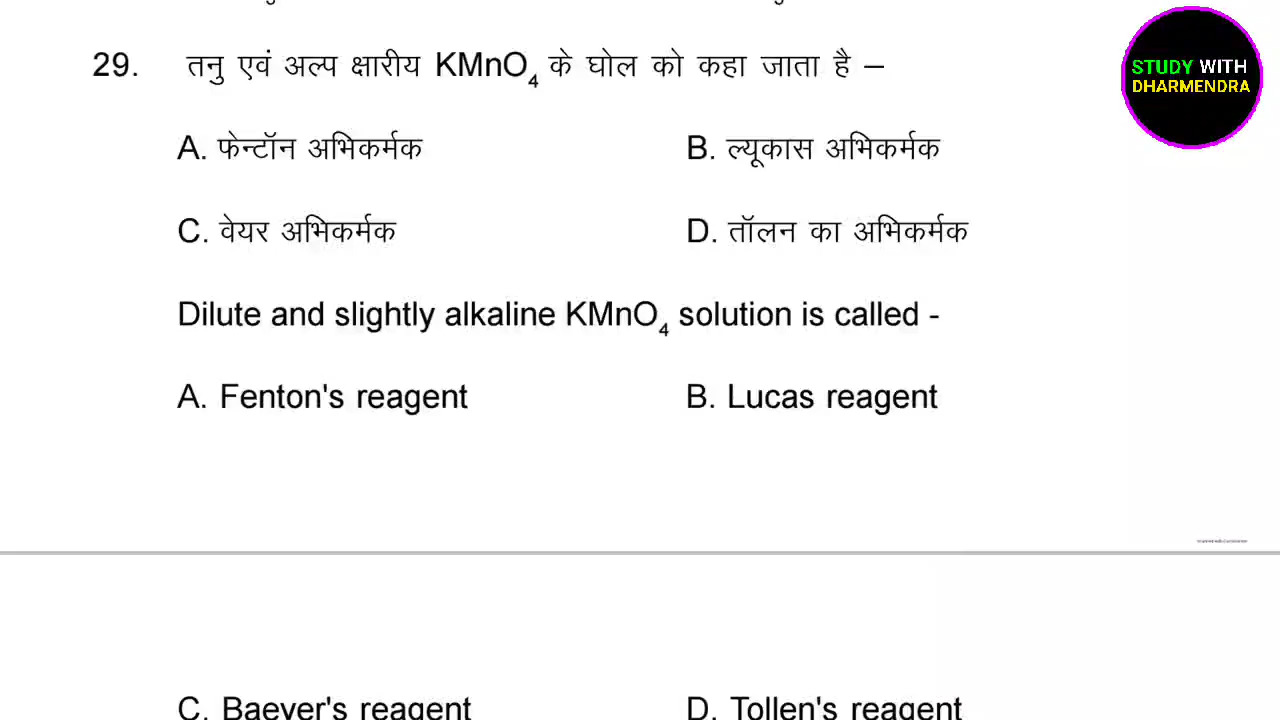 STUDY WITH
DHARMENDRA
29. तनु एवं अल्प क्षारीय KMnO₄ के घोल को कहा जाता है –
A. फेन्टॉन अभिकर्मक B. ल्यूकास अभिकर्मक
C. वेयर अभिकर्मक D. तॉलन का अभिकर्मक
Dilute and slightly alkaline KMnO₄ solution is called -
A. Fenton's reagent B. Lucas reagent
C. Baeyer's reagent D. Tollen's reagent